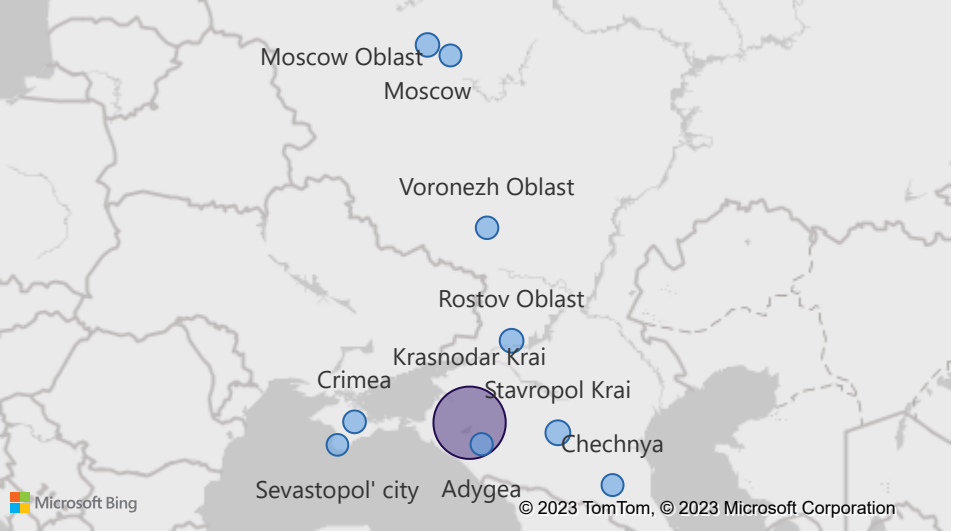 Moscow Oblast
Moscow
Voronezh Oblast
Rostov Oblast
Krasnodar Krai
Crimea
Stavropol Krai
Chechnya
Sevastopol' city
Adygea
Microsoft Bing
© 2023 TomTom, © 2023 Microsoft Corporation